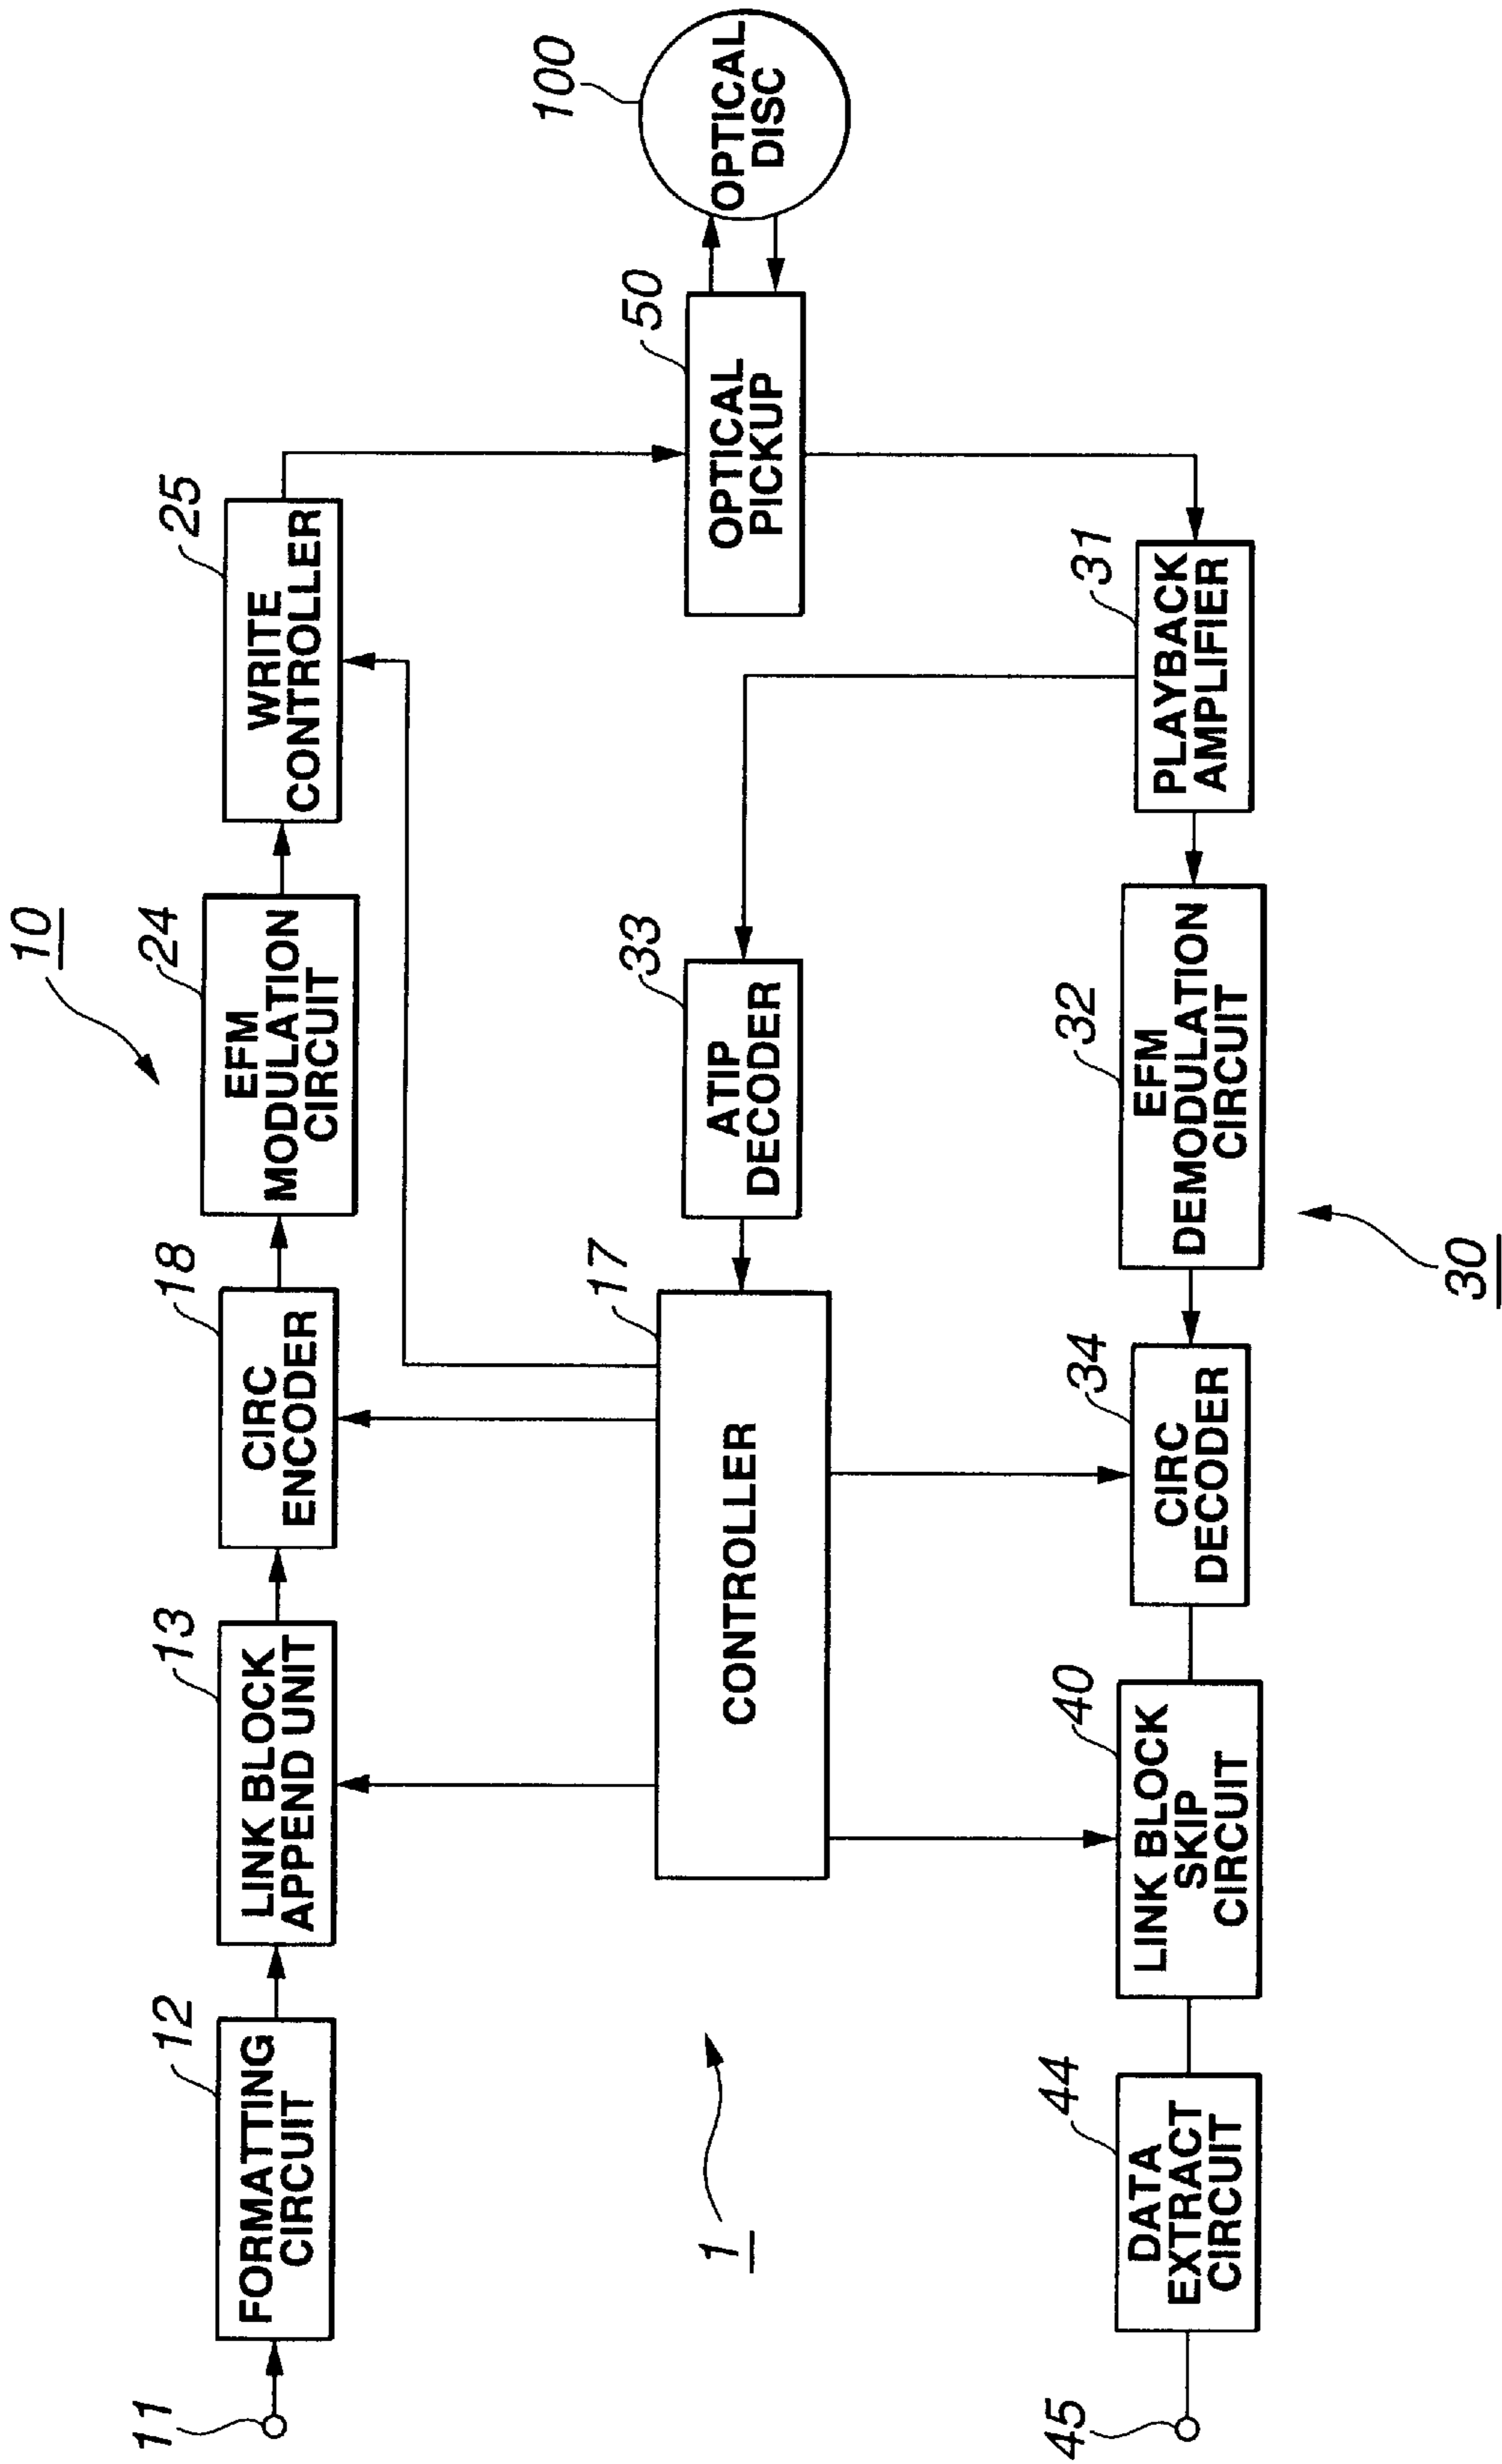 10
11
12
FORMATTING
CIRCUIT
13
LINK BLOCK
APPEND UNIT
18
CIRC
ENCODER
24
EFM
MODULATION
CIRCUIT
25
WRITE
CONTROLLER
1
17
CONTROLLER
33
ATIP
DECODER
50
OPTICAL
PICKUP
100
OPTICAL
DISC
45
44
DATA
EXTRACT
CIRCUIT
40
LINK BLOCK
SKIP
CIRCUIT
34
CIRC
DECODER
32
EFM
DEMODULATION
CIRCUIT
31
PLAYBACK
AMPLIFIER
30